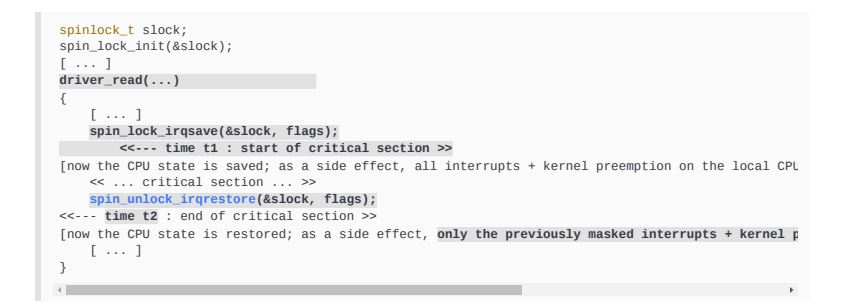 spinlock_t slock;
spin_lock_init(&slock);
[ ... ]
driver_read(...)
{
    [ ... ]
    spin_lock_irqsave(&slock, flags);
        <<--- time t1 : start of critical section >>
[now the CPU state is saved; as a side effect, all interrupts + kernel preemption on the local CPU
    << ... critical section ... >>
    spin_unlock_irqrestore(&slock, flags);
<<--- time t2 : end of critical section >>
[now the CPU state is restored; as a side effect, only the previously masked interrupts + kernel p
    [ ... ]
}